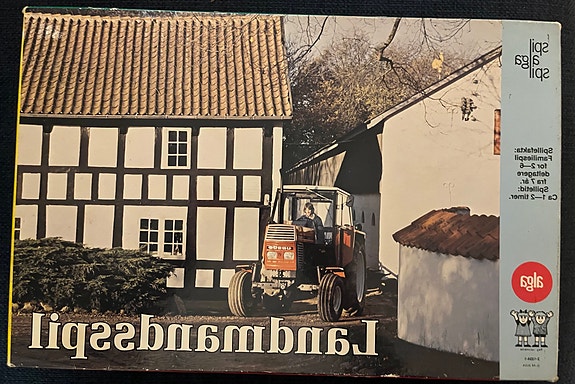 spil
alga
spil
Spillefakta:
Familiespil
for 2—6
deltagere
fra 7 år.
Spilletid:
Ca 1—2 timer.
alga
Landmandsspil